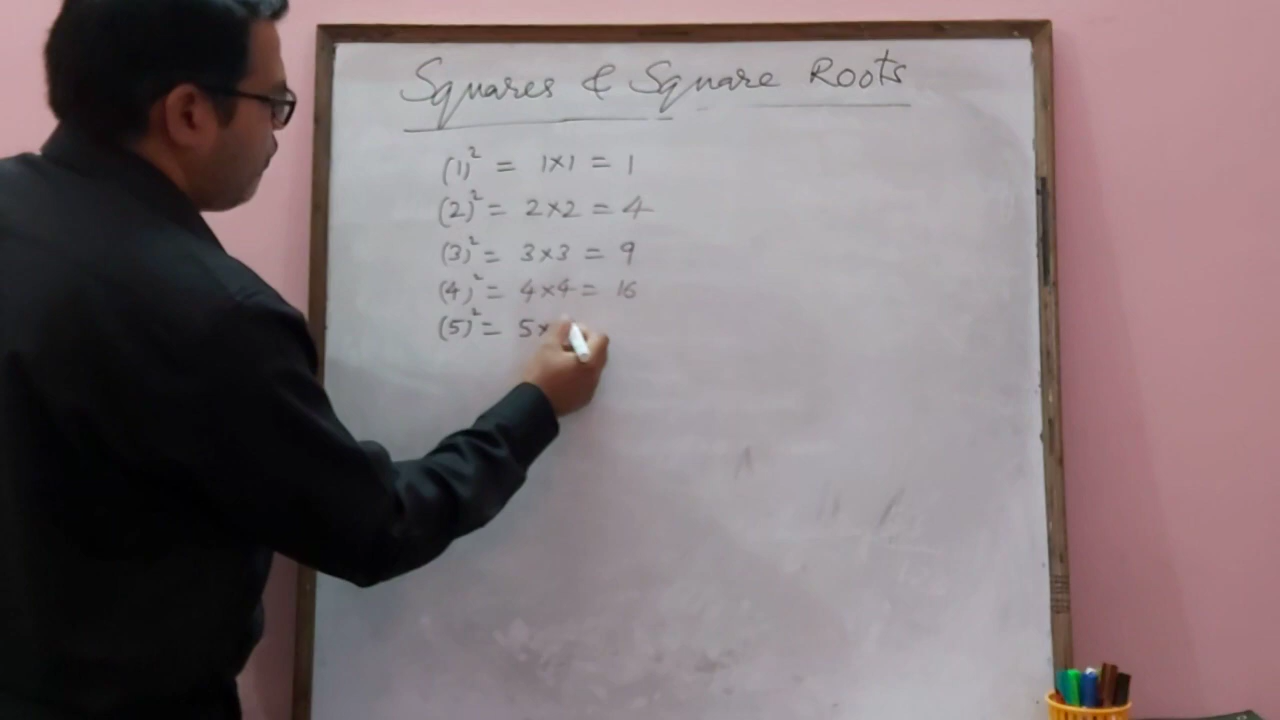 Squares & Square Roots
(1)² = 1×1 = 1
(2)² = 2×2 = 4
(3)² = 3×3 = 9
(4)² = 4×4 = 16
(5)² = 5×